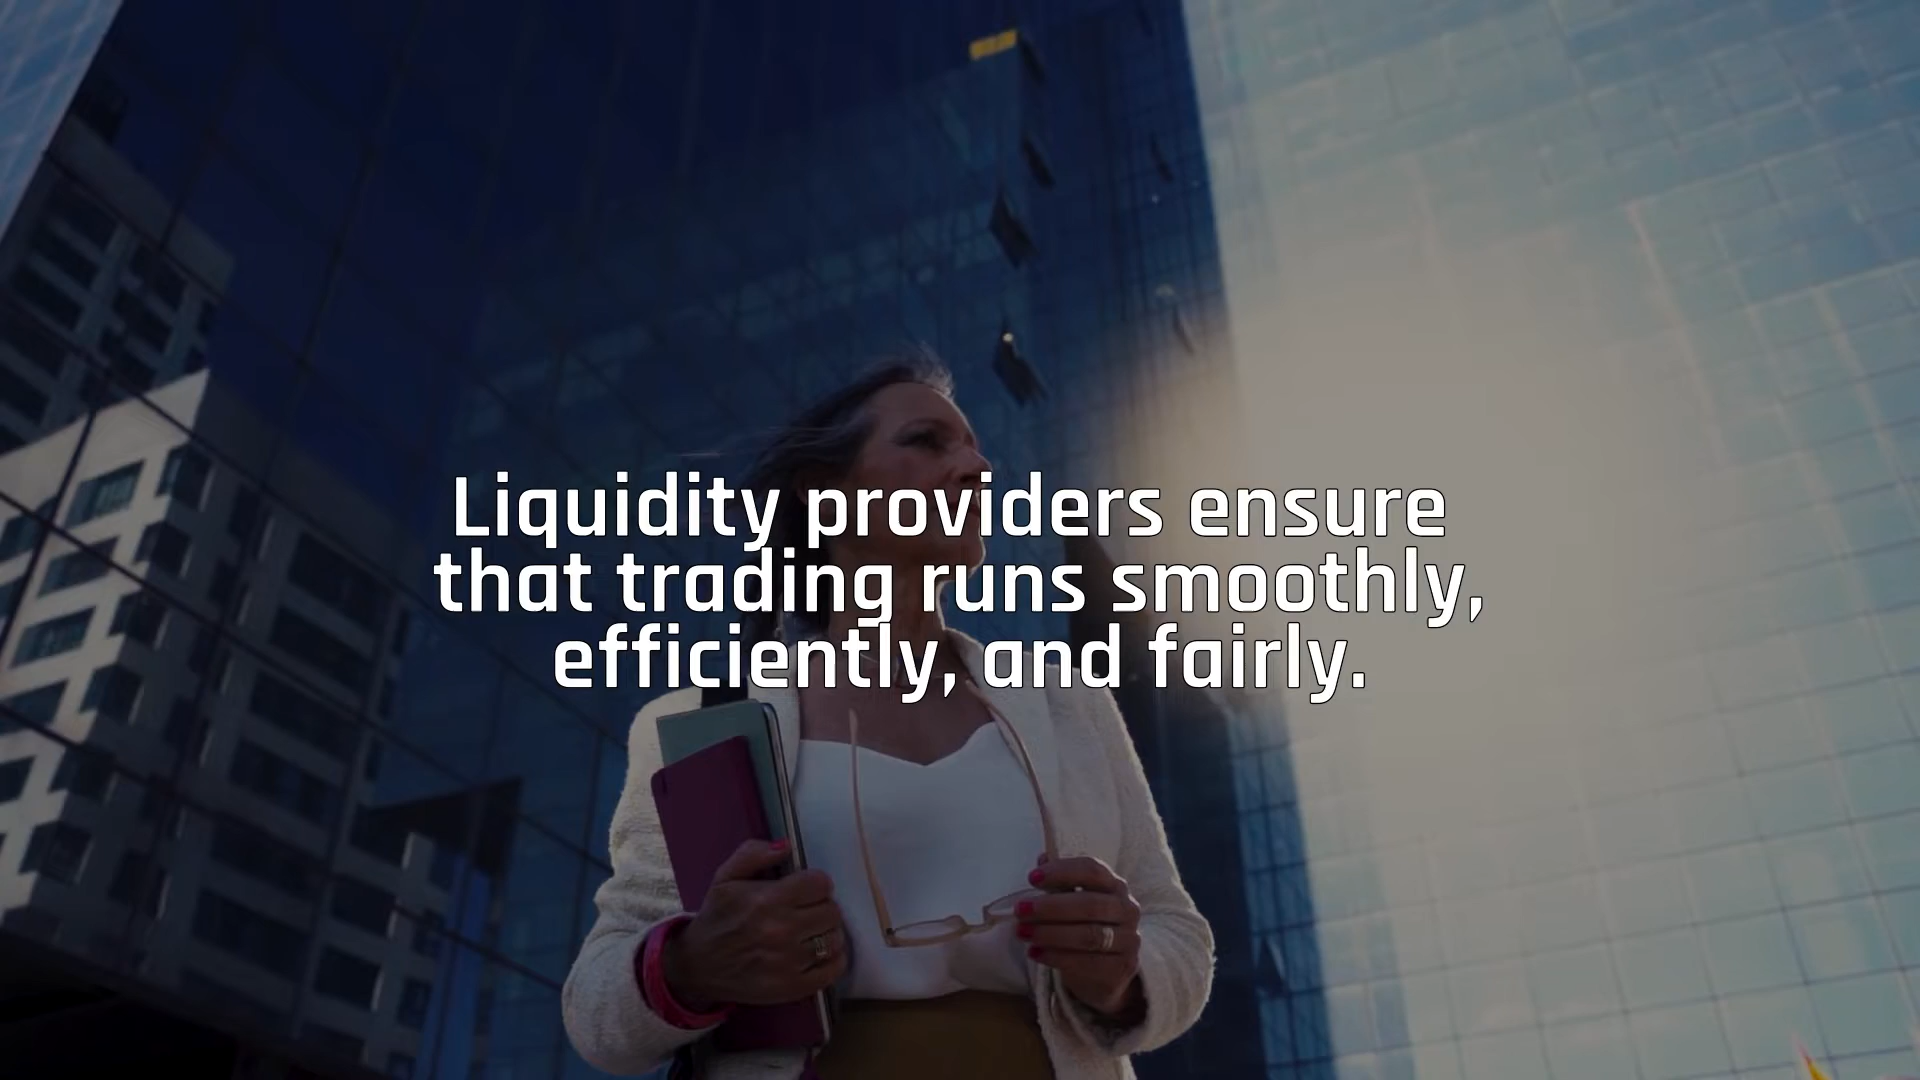 Liquidity providers ensure
that trading runs smoothly,
efficiently, and fairly.